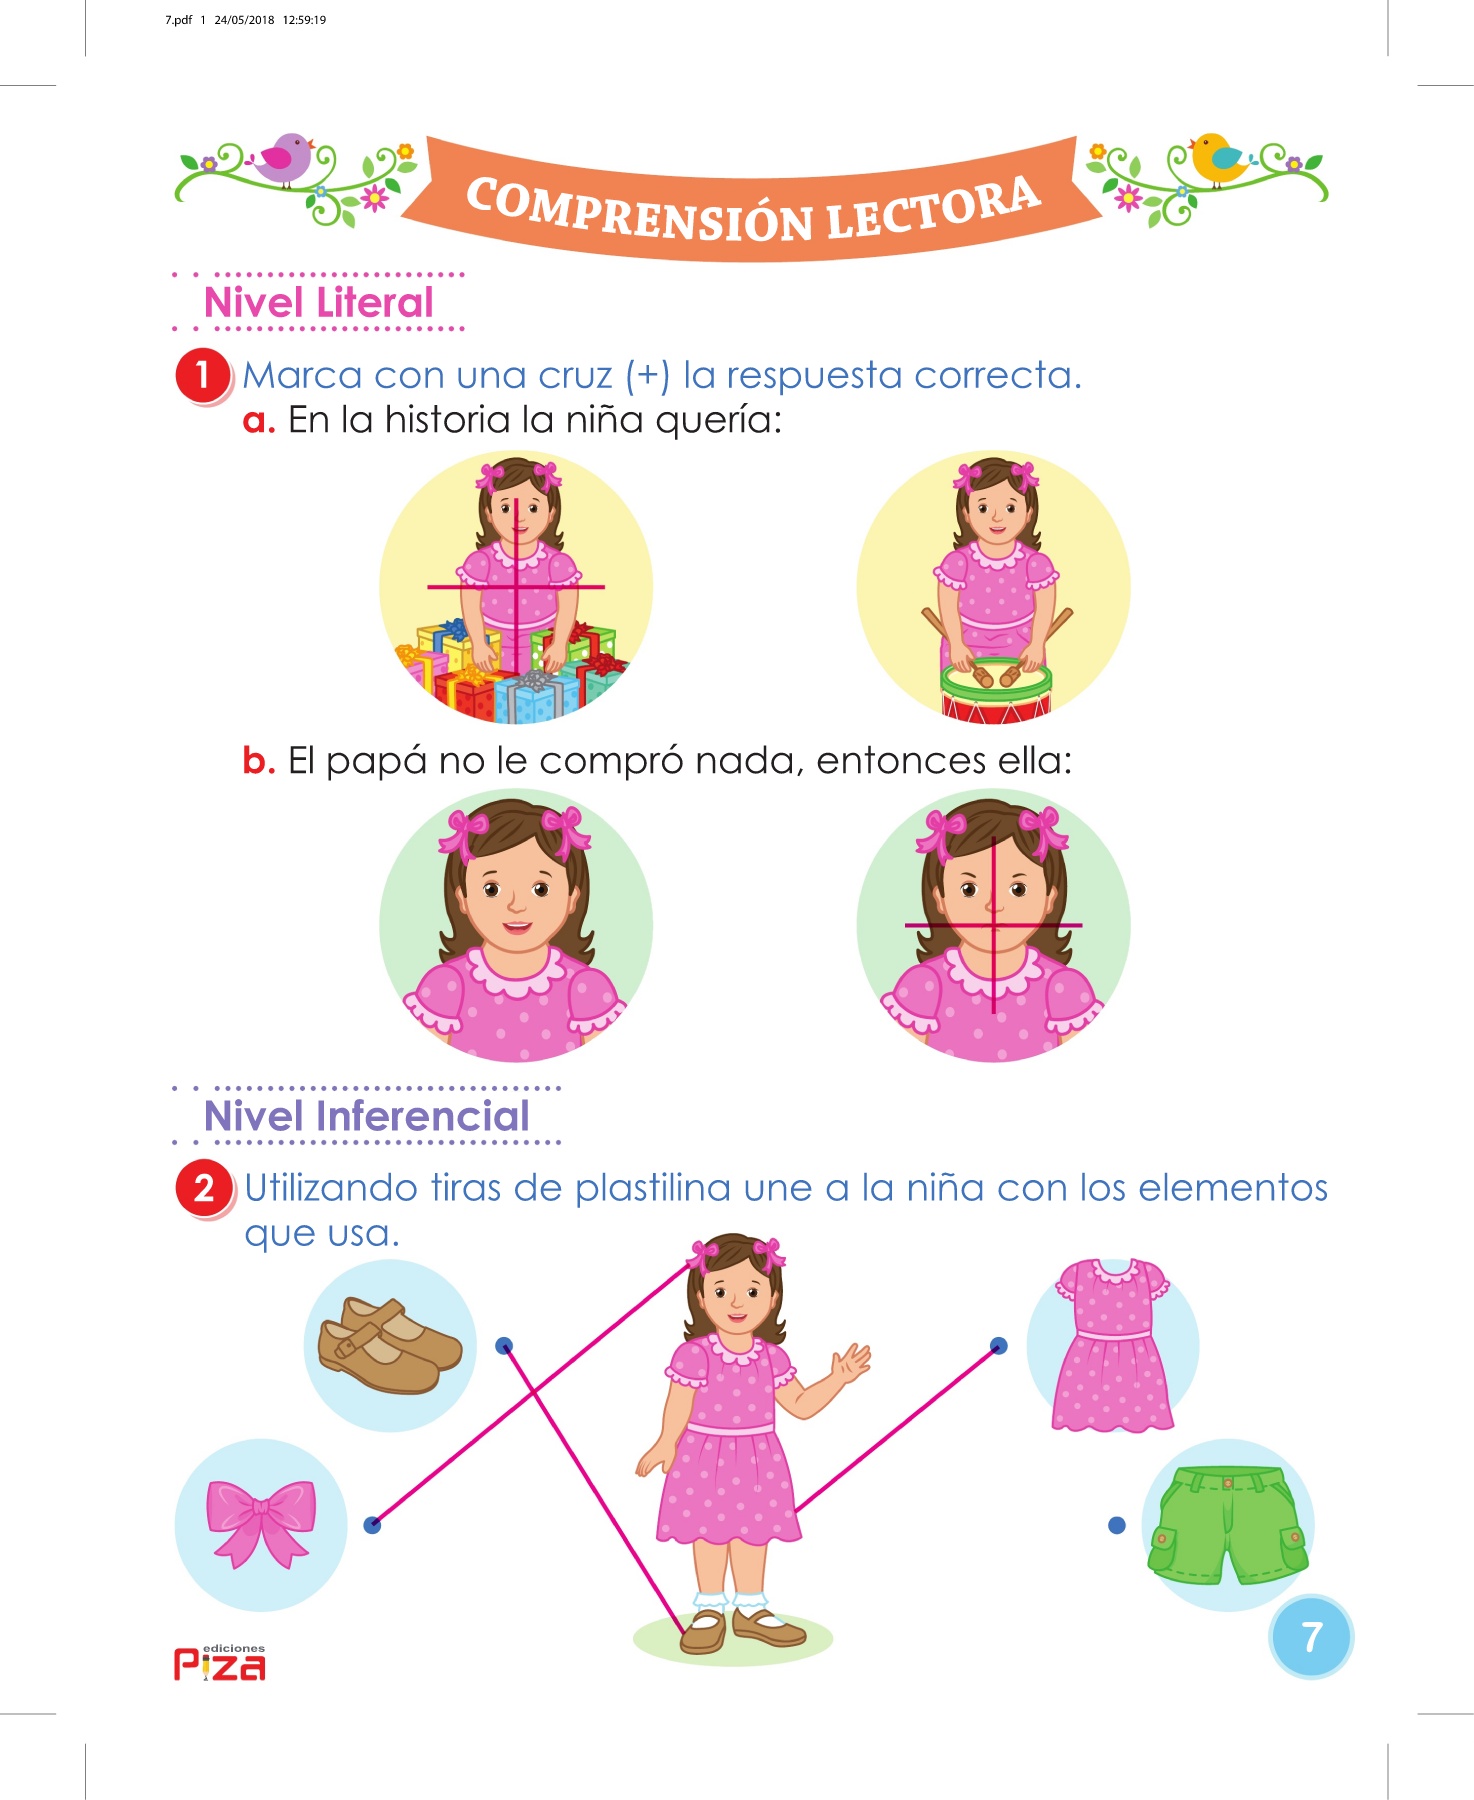 7.pdf 1 24/05/2018 12:59:19
COMPRENSIÓN LECTORA
Nivel Literal
1 Marca con una cruz (+) la respuesta correcta.
a. En la historia la niña quería:
b. El papá no le compró nada, entonces ella:
Nivel Inferencial
2 Utilizando tiras de plastilina une a la niña con los elementos
que usa.
ediciones
Piza
7